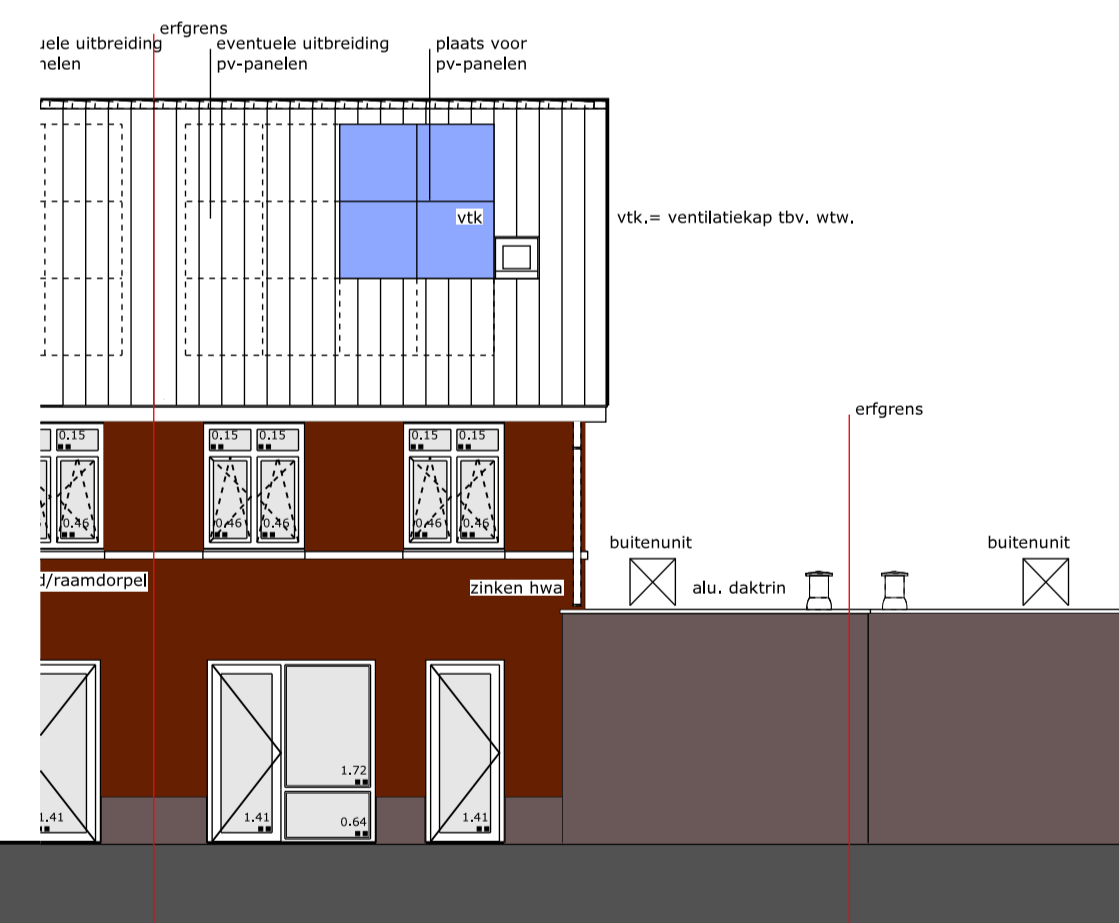 erfgrens
uele uitbreiding
nelen
eventuele uitbreiding
pv-panelen
plaats voor
pv-panelen
vtk
vtk.= ventilatiekap tbv. wtw.
erfgrens
0.15
0.15 0.15
0.15 0.15
0.46
0.46 0.46
0.46 0.46
buitenunit
buitenunit
d/raamdorpel
zinken hwa
alu. daktrin
1.72
1.41
1.41
0.64
1.41